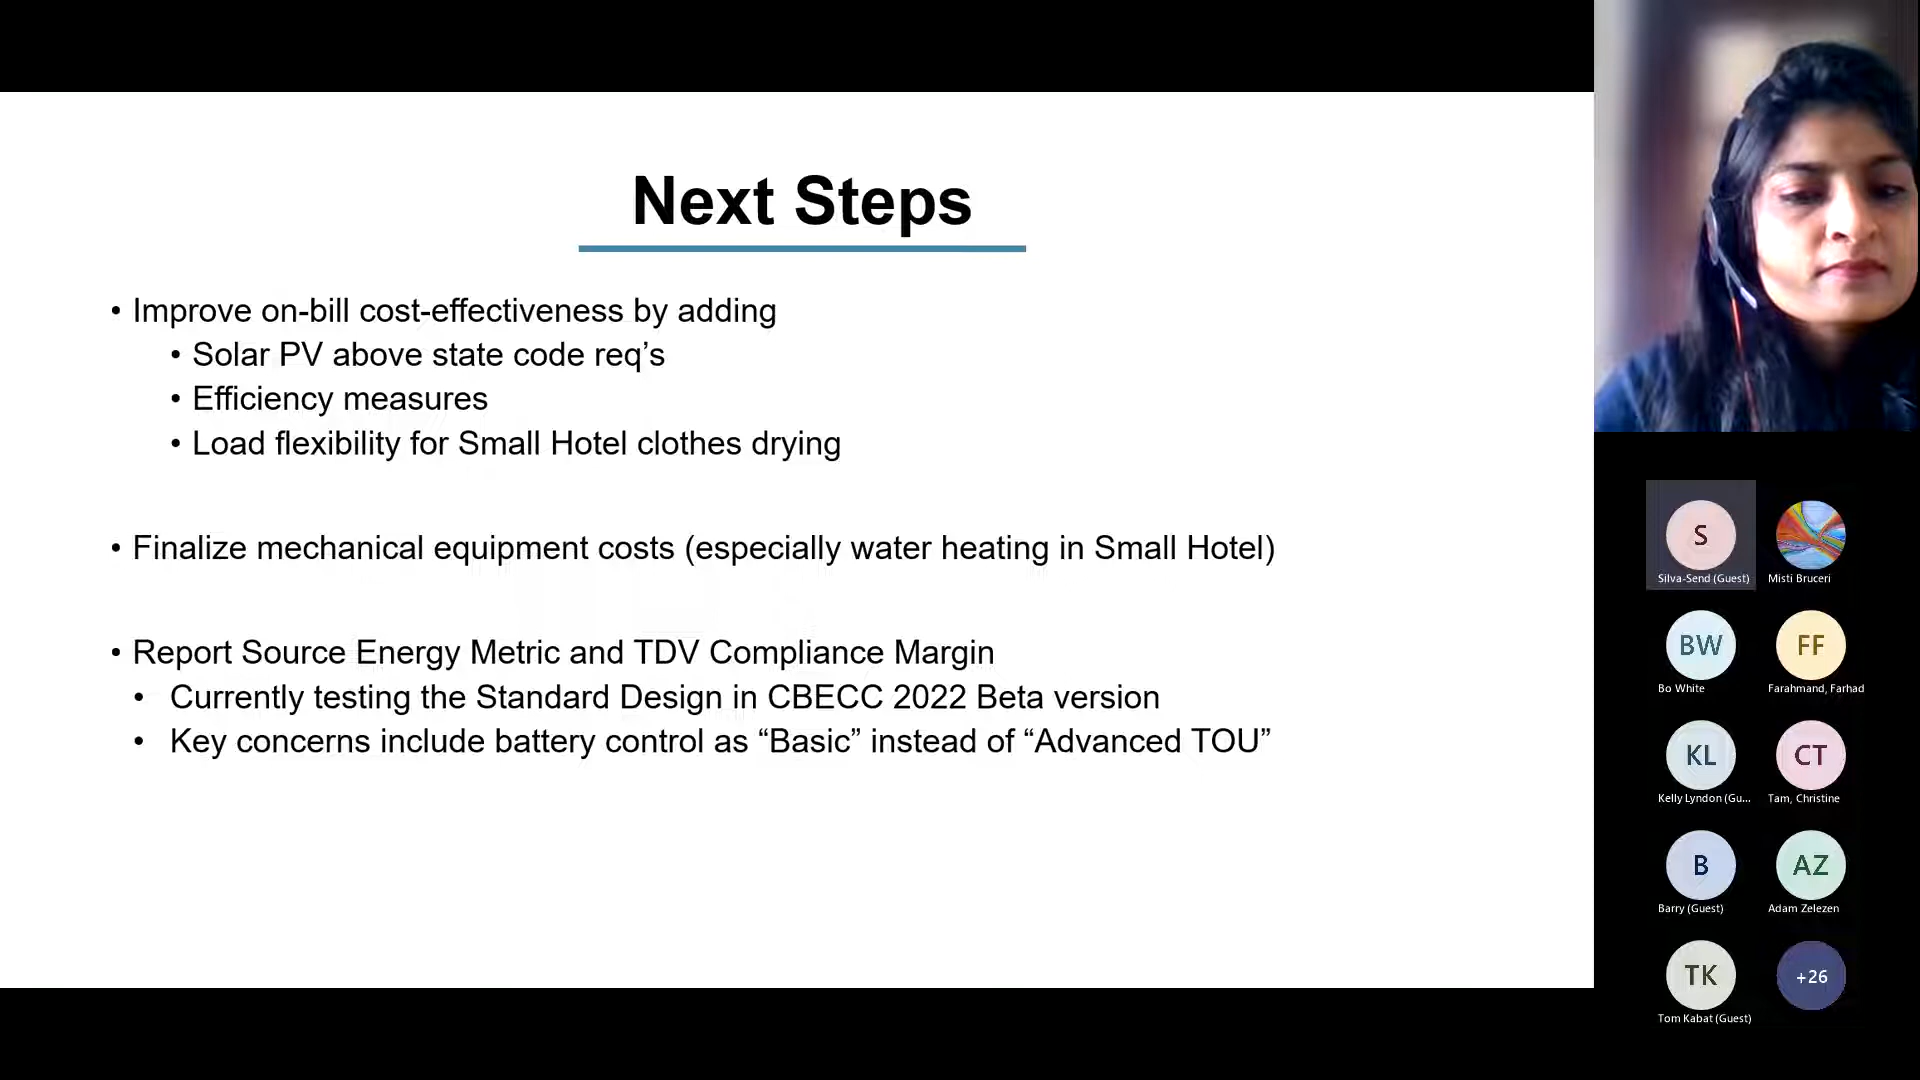 Next Steps
• Improve on-bill cost-effectiveness by adding
• Solar PV above state code req’s
• Efficiency measures
• Load flexibility for Small Hotel clothes drying
• Finalize mechanical equipment costs (especially water heating in Small Hotel)
• Report Source Energy Metric and TDV Compliance Margin
• Currently testing the Standard Design in CBECC 2022 Beta version
• Key concerns include battery control as “Basic” instead of “Advanced TOU”
S
Silva-Send (Guest)
Misti Bruceri
BW
Bo White
FF
Farahmand, Farhad
KL
Kelly Lyndon (Gu...
CT
Tam, Christine
B
Barry (Guest)
AZ
Adam Zelezen
TK
Tom Kabat (Guest)
+26